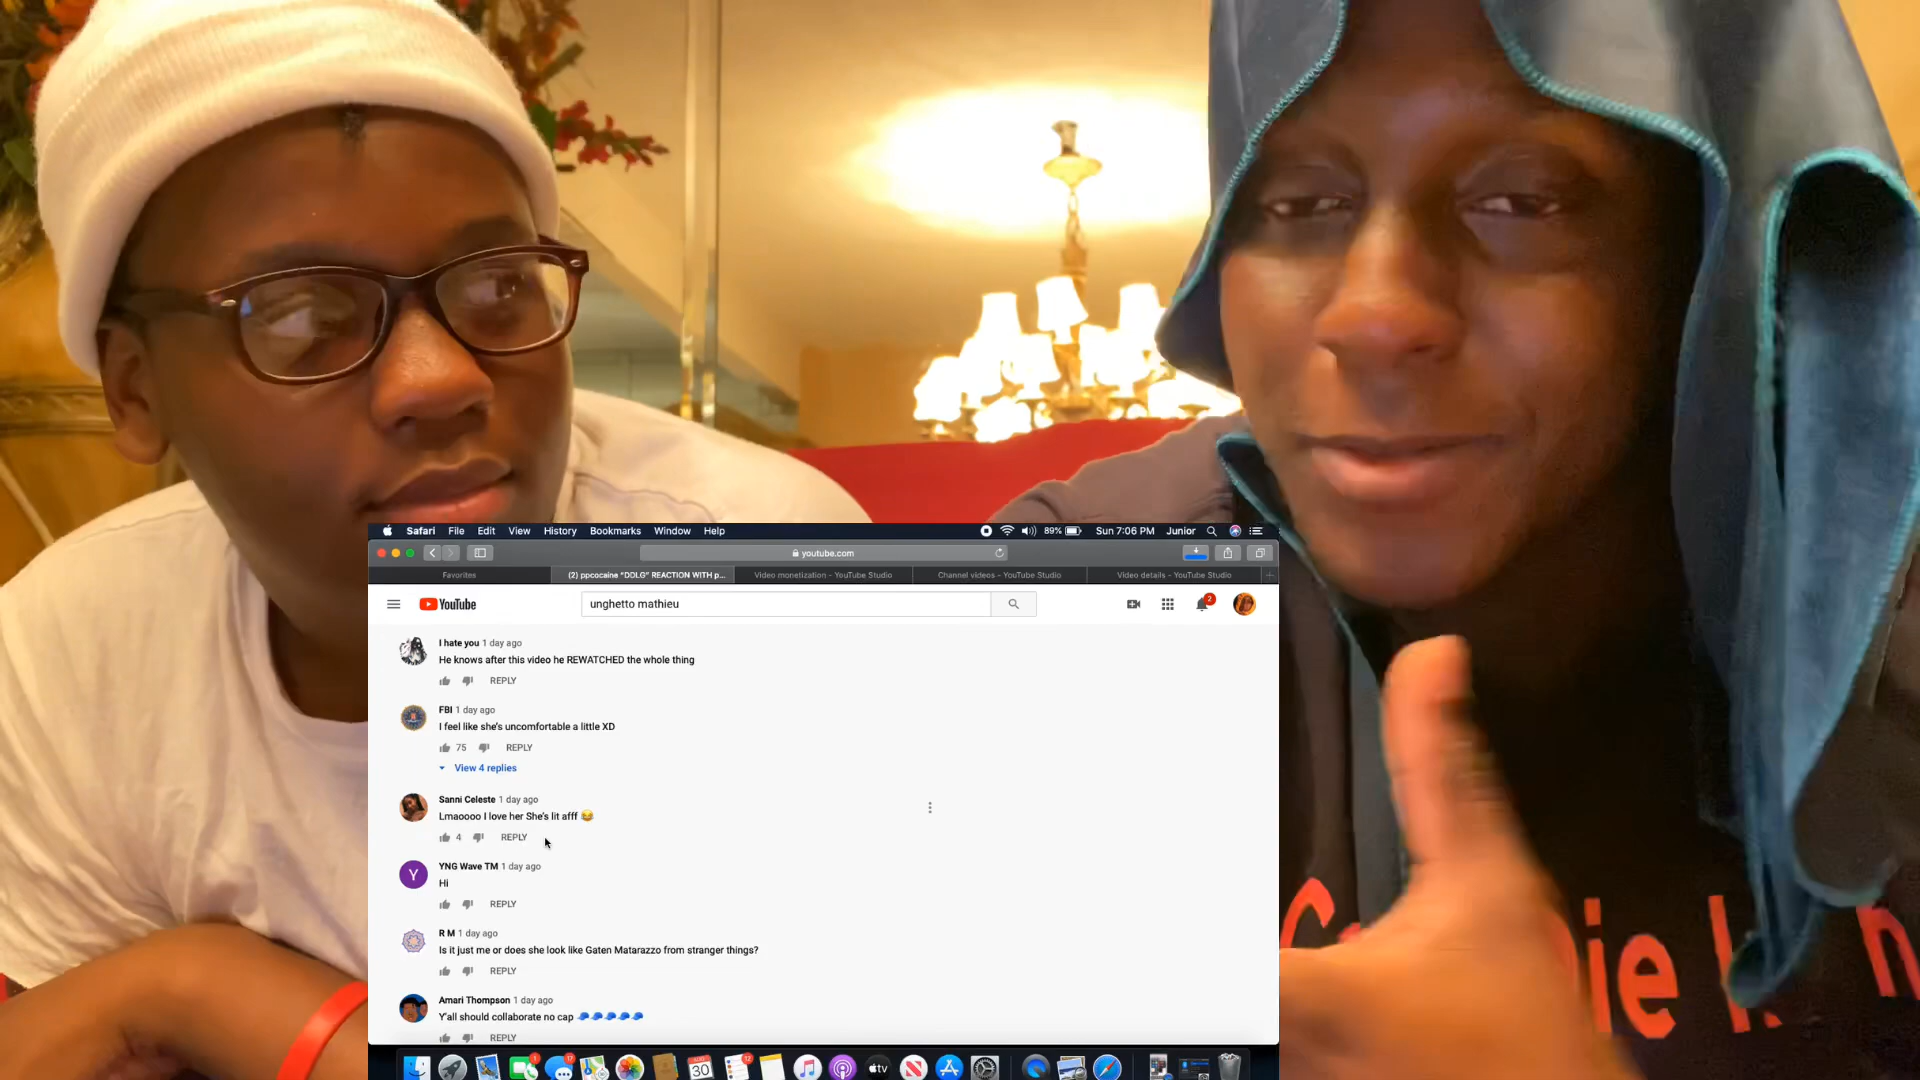 Safari File Edit View History Bookmarks Window Help 89% Sun 7:06 PM Junior
youtube.com
Favorites (2) ppcocaine “DDLG” REACTION WITH p... Video monetization - YouTube Studio Channel videos - YouTube Studio Video details - YouTube Studio
YouTube unghetto mathieu 2
I hate you 1 day ago
He knows after this video he REWATCHED the whole thing
REPLY
FBI 1 day ago
I feel like she's uncomfortable a little XD
75 REPLY
View 4 replies
Sanni Celeste 1 day ago
Lmaoooo I love her She's lit afff 😂
4 REPLY
Y
YNG Wave TM 1 day ago
Hi
REPLY
R M 1 day ago
Is it just me or does she look like Gaten Matarazzo from stranger things?
REPLY
Amari Thompson 1 day ago
Y'all should collaborate no cap 🧢🧢🧢🧢🧢
REPLY
30
tv